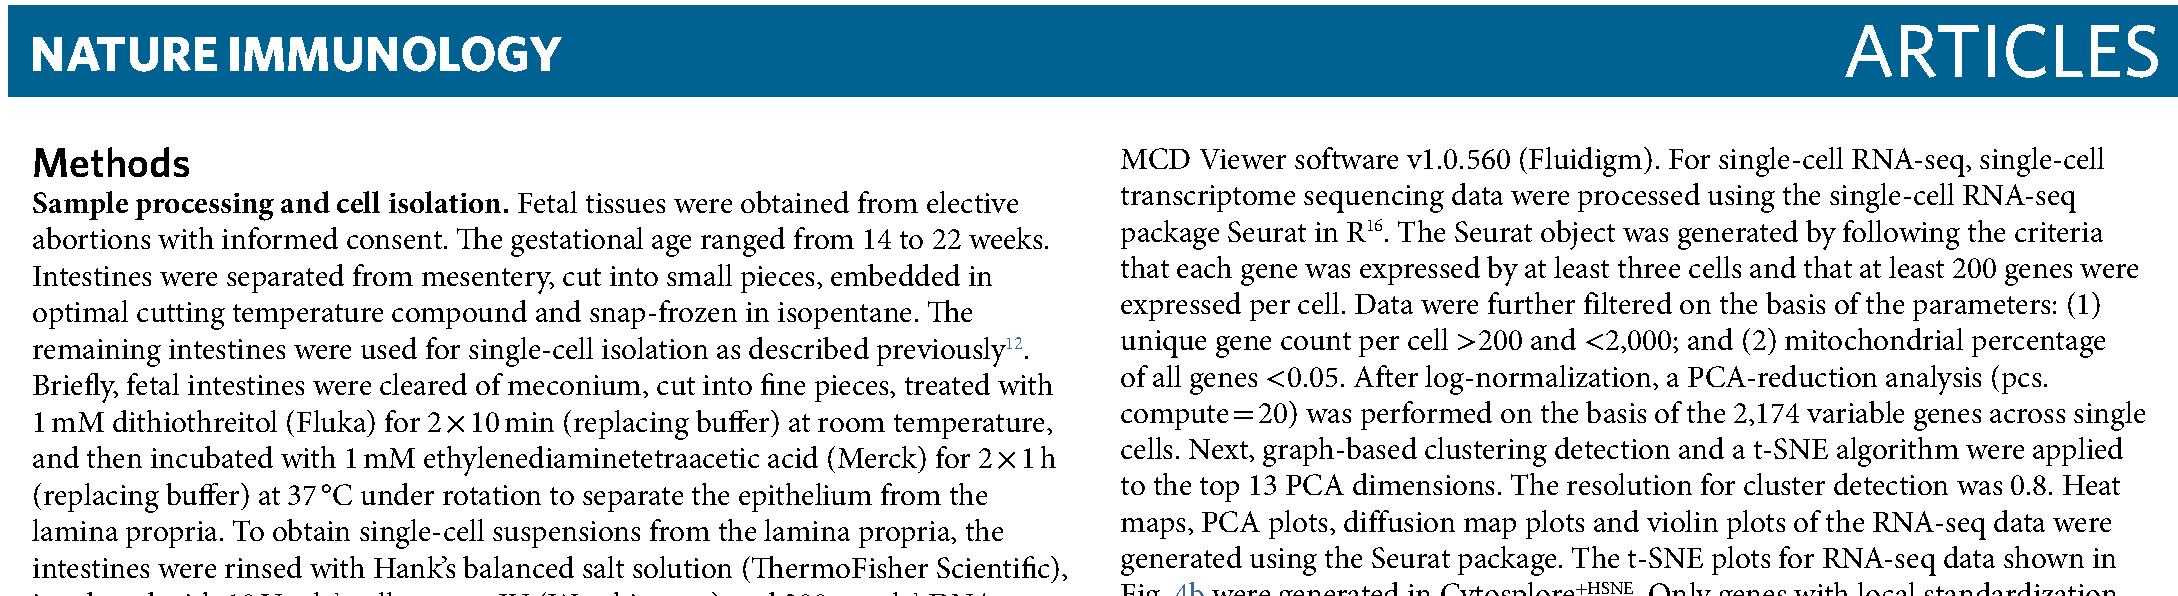 NATURE IMMUNOLOGY
ARTICLES
Methods
Sample processing and cell isolation. Fetal tissues were obtained from elective
abortions with informed consent. The gestational age ranged from 14 to 22 weeks.
Intestines were separated from mesentery, cut into small pieces, embedded in
optimal cutting temperature compound and snap-frozen in isopentane. The
remaining intestines were used for single-cell isolation as described previously12.
Briefly, fetal intestines were cleared of meconium, cut into fine pieces, treated with
1 mM dithiothreitol (Fluka) for 2 × 10 min (replacing buffer) at room temperature,
and then incubated with 1 mM ethylenediaminetetraacetic acid (Merck) for 2 × 1 h
(replacing buffer) at 37 °C under rotation to separate the epithelium from the
lamina propria. To obtain single-cell suspensions from the lamina propria, the
intestines were rinsed with Hank's balanced salt solution (ThermoFisher Scientific),
MCD Viewer software v1.0.560 (Fluidigm). For single-cell RNA-seq, single-cell
transcriptome sequencing data were processed using the single-cell RNA-seq
package Seurat in R16. The Seurat object was generated by following the criteria
that each gene was expressed by at least three cells and that at least 200 genes were
expressed per cell. Data were further filtered on the basis of the parameters: (1)
unique gene count per cell >200 and <2,000; and (2) mitochondrial percentage
of all genes <0.05. After log-normalization, a PCA-reduction analysis (pcs.
compute = 20) was performed on the basis of the 2,174 variable genes across single
cells. Next, graph-based clustering detection and a t-SNE algorithm were applied
to the top 13 PCA dimensions. The resolution for cluster detection was 0.8. Heat
maps, PCA plots, diffusion map plots and violin plots of the RNA-seq data were
generated using the Seurat package. The t-SNE plots for RNA-seq data shown in
Fig. 4b were generated in Cytosplore+HSNE. Only genes with local standardization